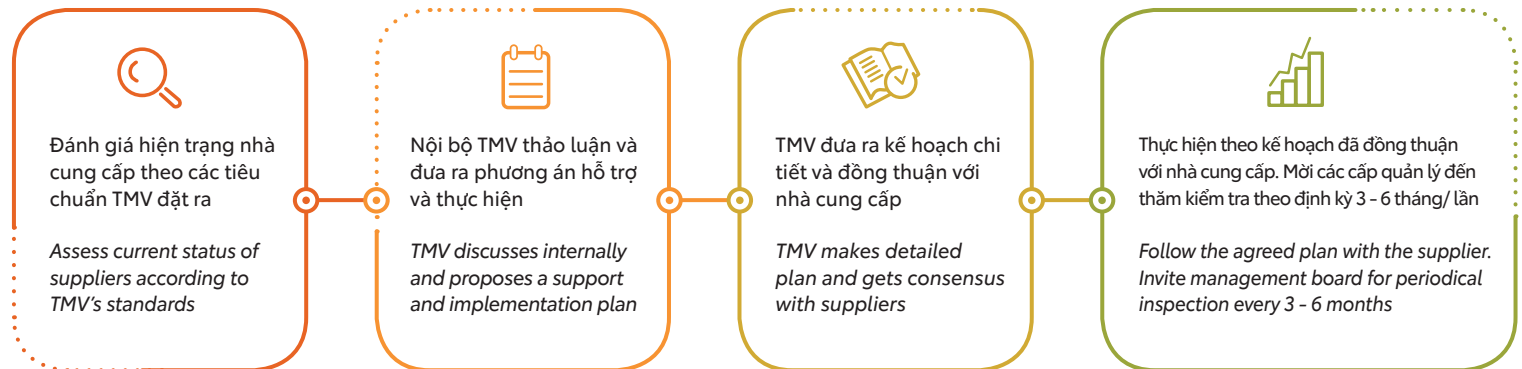 Đánh giá hiện trạng nhà
cung cấp theo các tiêu
chuẩn TMV đặt ra
Assess current status of
suppliers according to
TMV's standards
Nội bộ TMV thảo luận và
đưa ra phương án hỗ trợ
và thực hiện
TMV discusses internally
and proposes a support
and implementation plan
TMV đưa ra kế hoạch chi
tiết và đồng thuận với
nhà cung cấp
TMV makes detailed
plan and gets consensus
with suppliers
Thực hiện theo kế hoạch đã đồng thuận
với nhà cung cấp. Mời các cấp quản lý đến
thăm kiểm tra theo định kỳ 3 - 6 tháng/ lần
Follow the agreed plan with the supplier.
Invite management board for periodical
inspection every 3 - 6 months